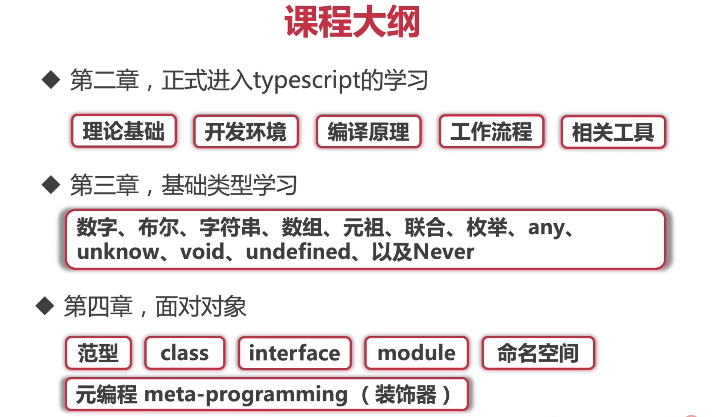 课程大纲
◆ 第二章，正式进入typescript的学习
理论基础 开发环境 编译原理 工作流程 相关工具
◆ 第三章，基础类型学习
数字、布尔、字符串、数组、元祖、联合、枚举、any、
unknow、void、undefined、以及Never
◆ 第四章，面对对象
范型 class interface module 命名空间
元编程 meta-programming （装饰器）